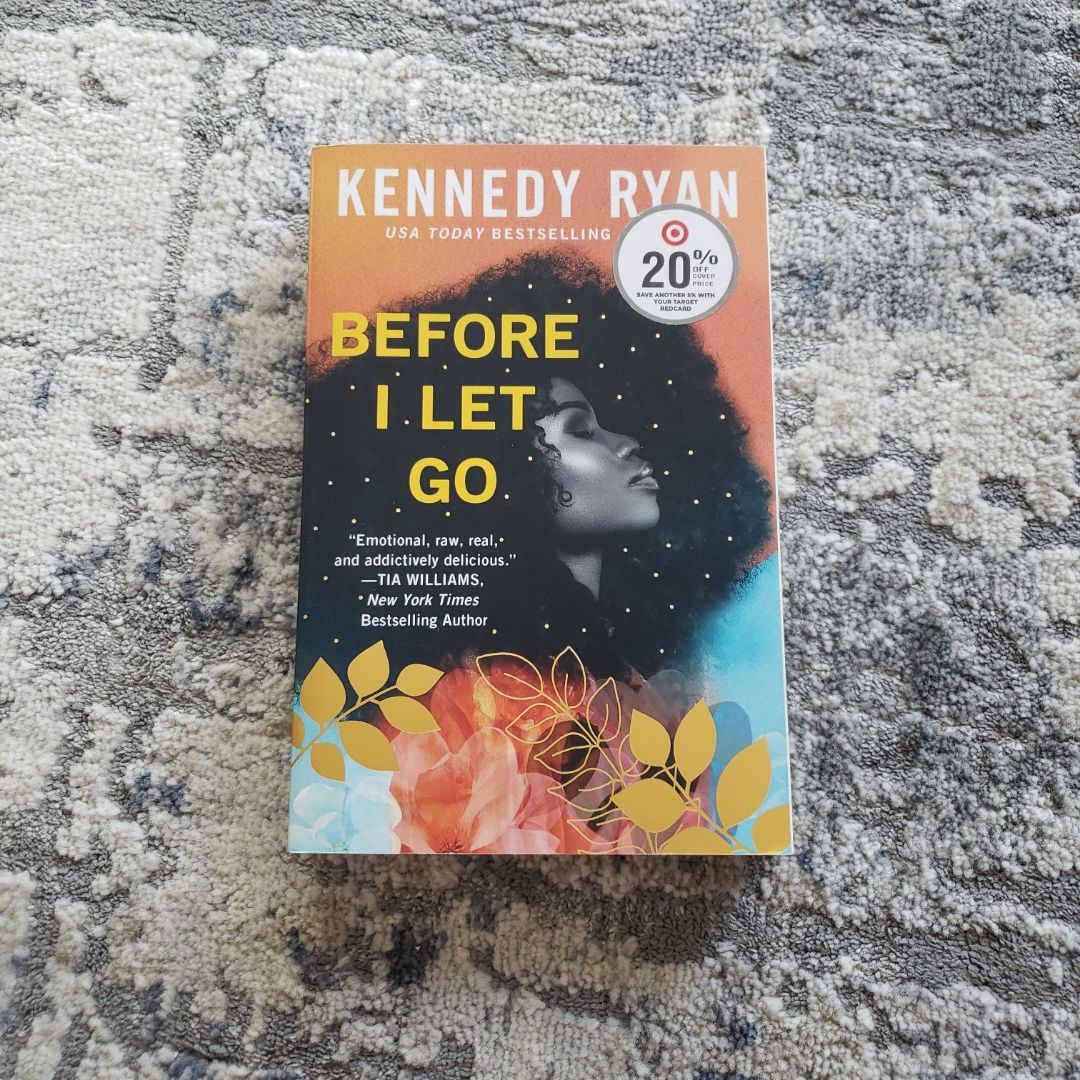 KENNEDY RYAN
USA TODAY BESTSELLING
20% OFF COVER PRICE
SAVE ANOTHER 5% WITH
YOUR TARGET
REDCARD
BEFORE
I LET
GO
“Emotional, raw, real,
and addictively delicious.”
—TIA WILLIAMS,
New York Times
Bestselling Author